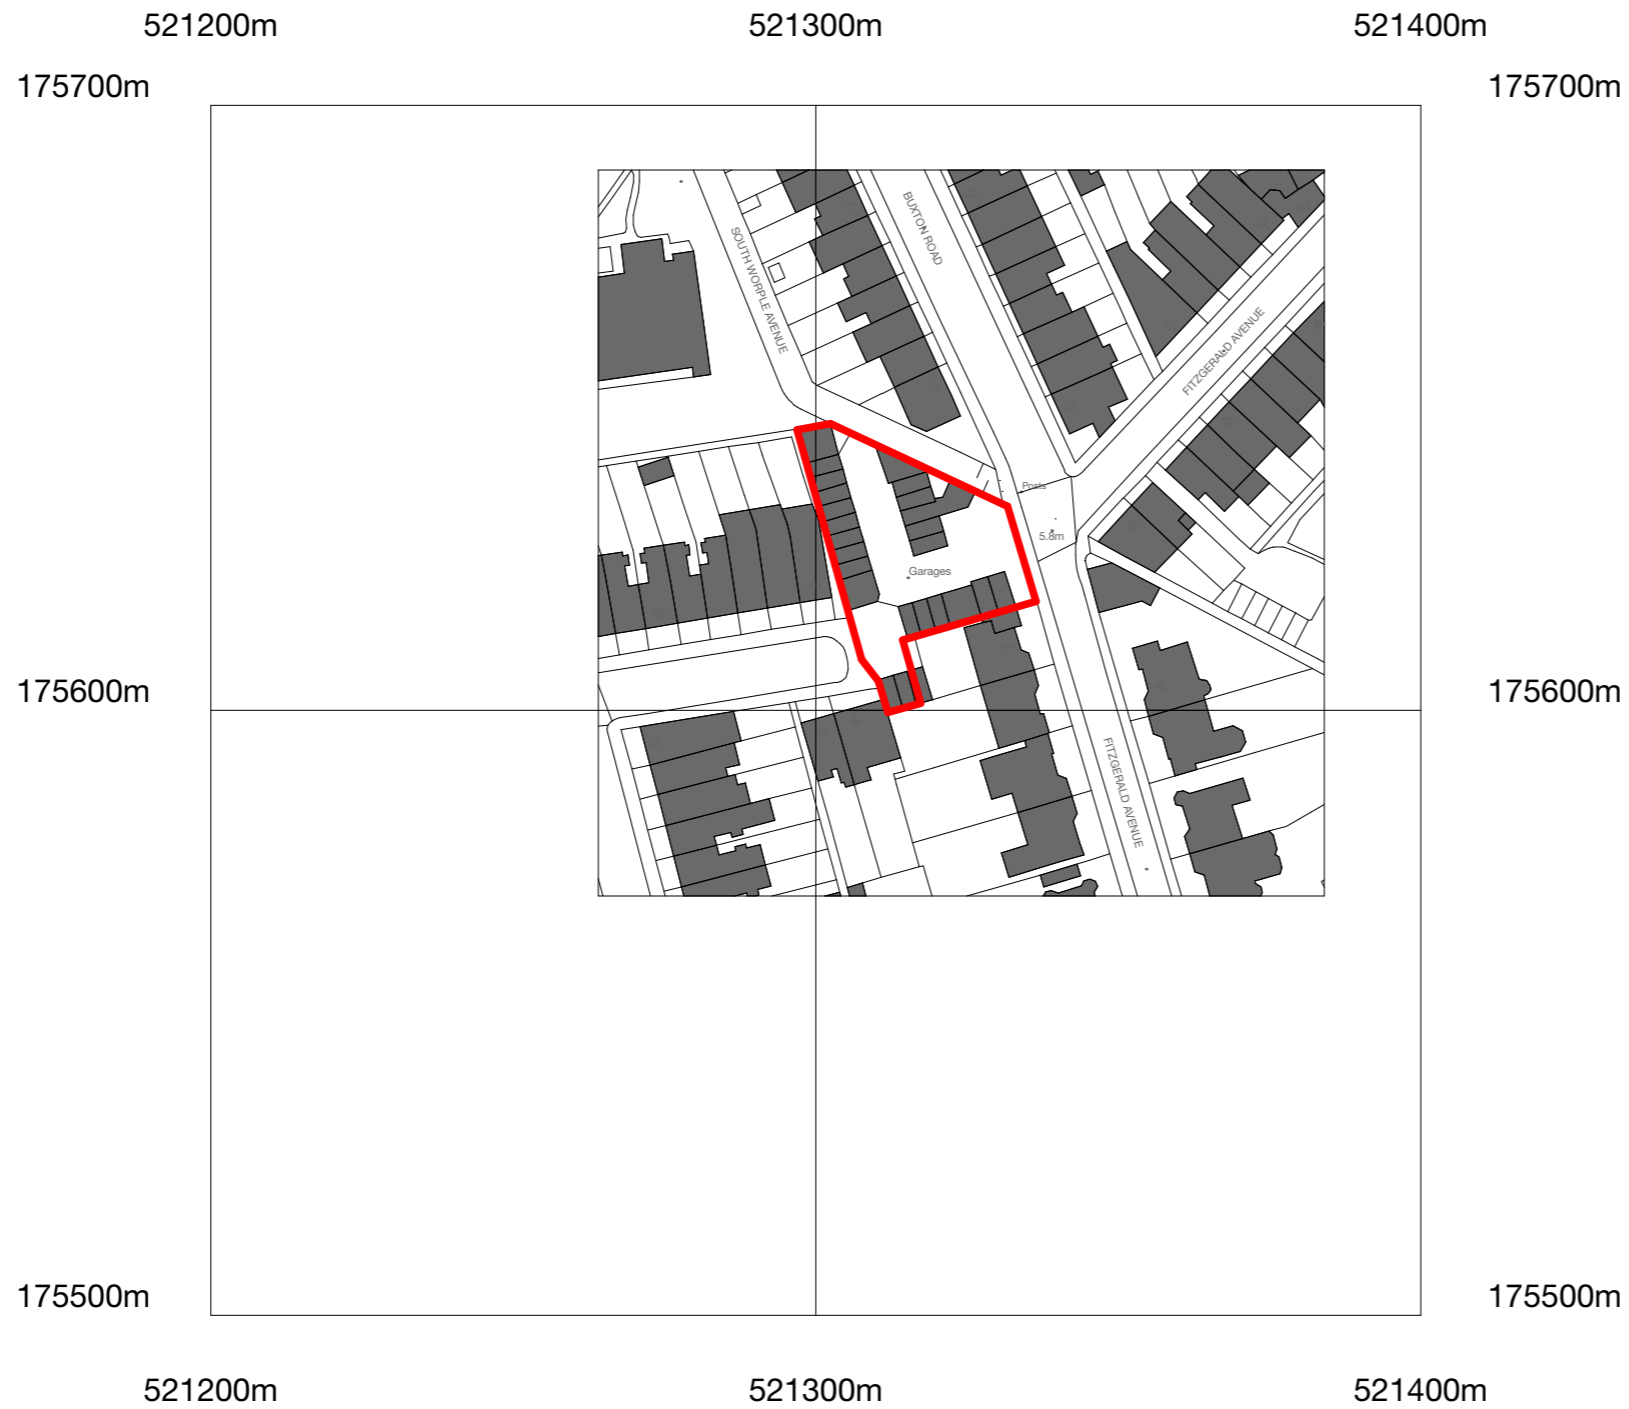 521200m 521300m 521400m
175700m 175700m
SOUTH WORPLE AVENUE
BUXTON ROAD
FITZGERALD AVENUE
Posts
5.8m
Garages
175600m 175600m
FITZGERALD AVENUE
175500m 175500m
521200m 521300m 521400m